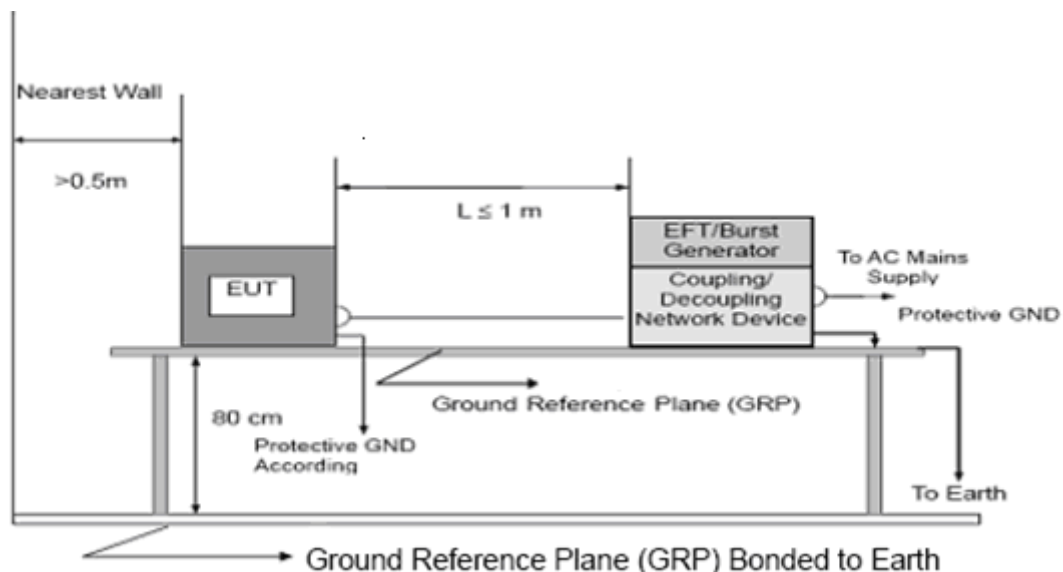 Nearest Wall
>0.5m
L ≤ 1 m
EFT/Burst
Generator
EUT
Coupling/
Decoupling
Network Device
To AC Mains
Supply
Protective GND
Ground Reference Plane (GRP)
80 cm
Protective GND
According
To Earth
Ground Reference Plane (GRP) Bonded to Earth